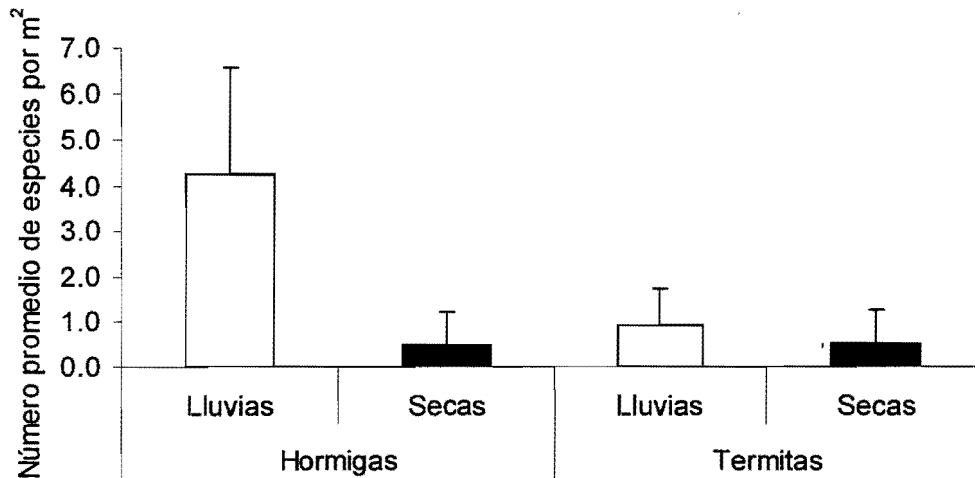 Número promedio de especies por m²
7.0
6.0
5.0
4.0
3.0
2.0
1.0
0.0
Lluvias Secas Lluvias Secas
Hormigas Termitas